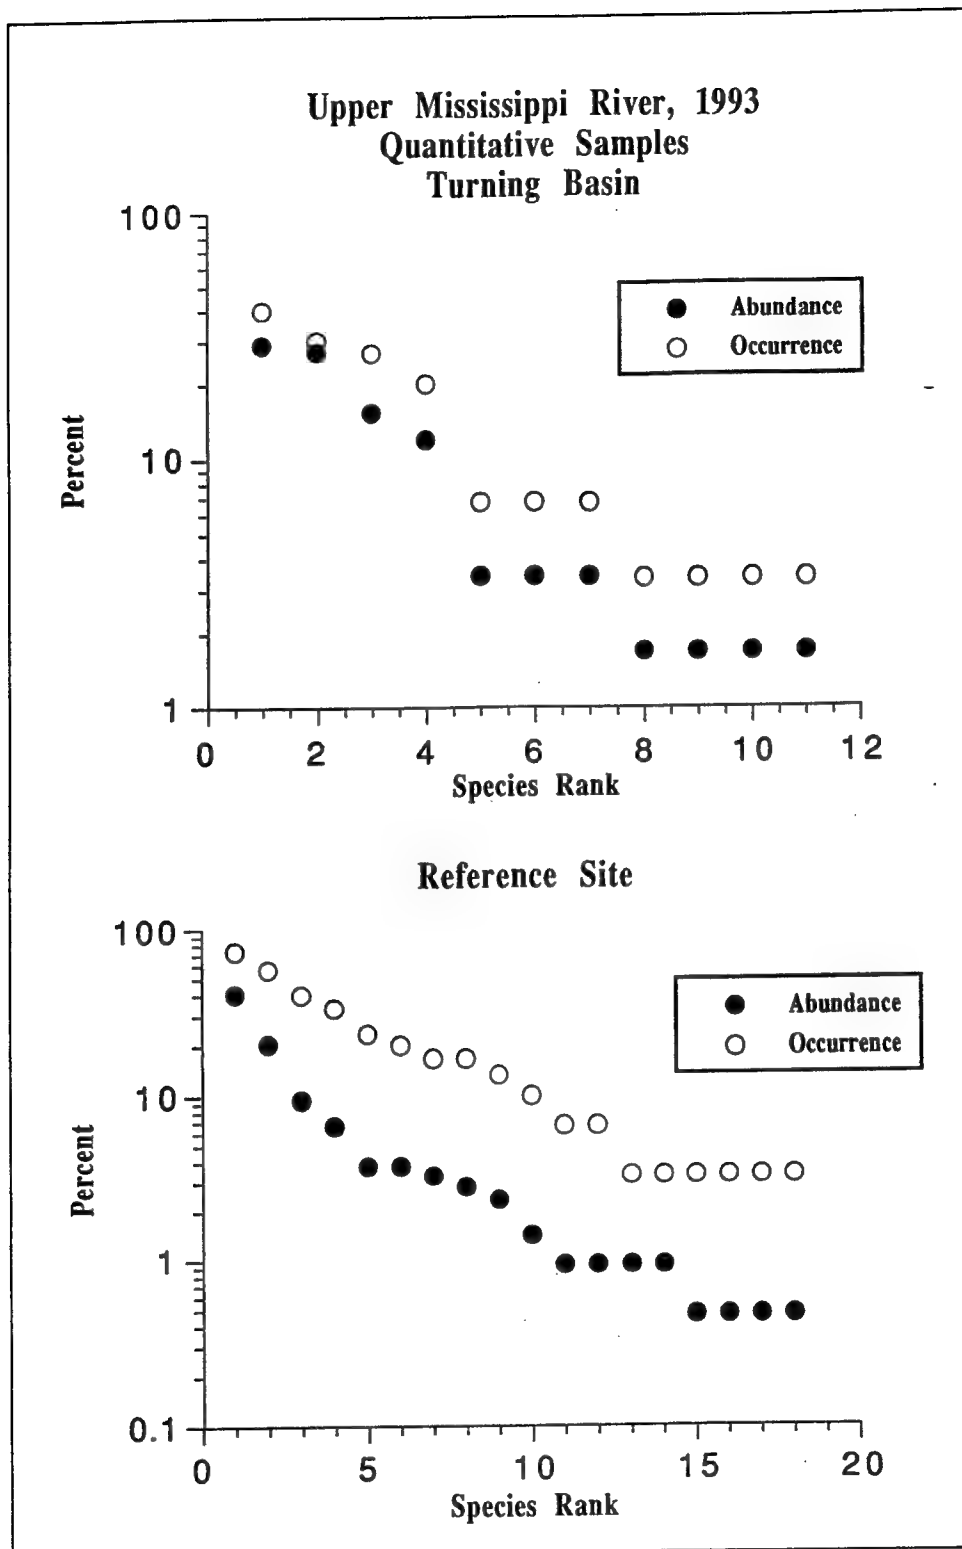 Upper Mississippi River, 1993
Quantitative Samples
Turning Basin
100
10
1
Percent
Abundance
Occurrence
0 2 4 6 8 10 12
Species Rank
Reference Site
100
10
1
0.1
Percent
Abundance
Occurrence
0 5 10 15 20
Species Rank